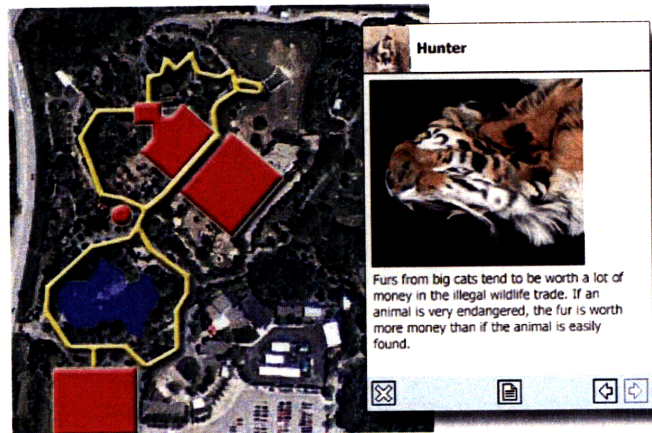 Hunter
Furs from big cats tend to be worth a lot of
money in the illegal wildlife trade. If an
animal is very endangered, the fur is worth
more money than if the animal is easily
found.